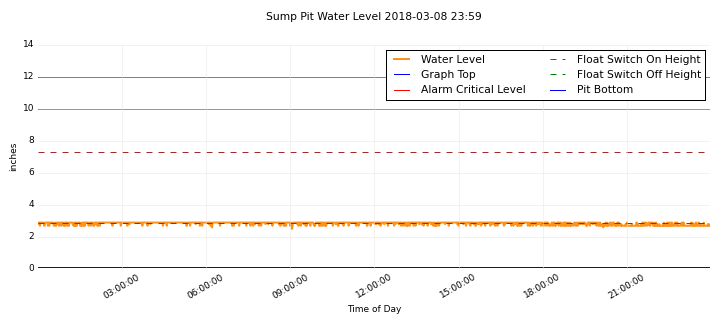 Sump Pit Water Level 2018-03-08 23:59
14
12
10
8
6
4
2
0
inches
Water Level
Graph Top
Alarm Critical Level
Float Switch On Height
Float Switch Off Height
Pit Bottom
03:00:00
06:00:00
09:00:00
12:00:00
15:00:00
18:00:00
21:00:00
Time of Day